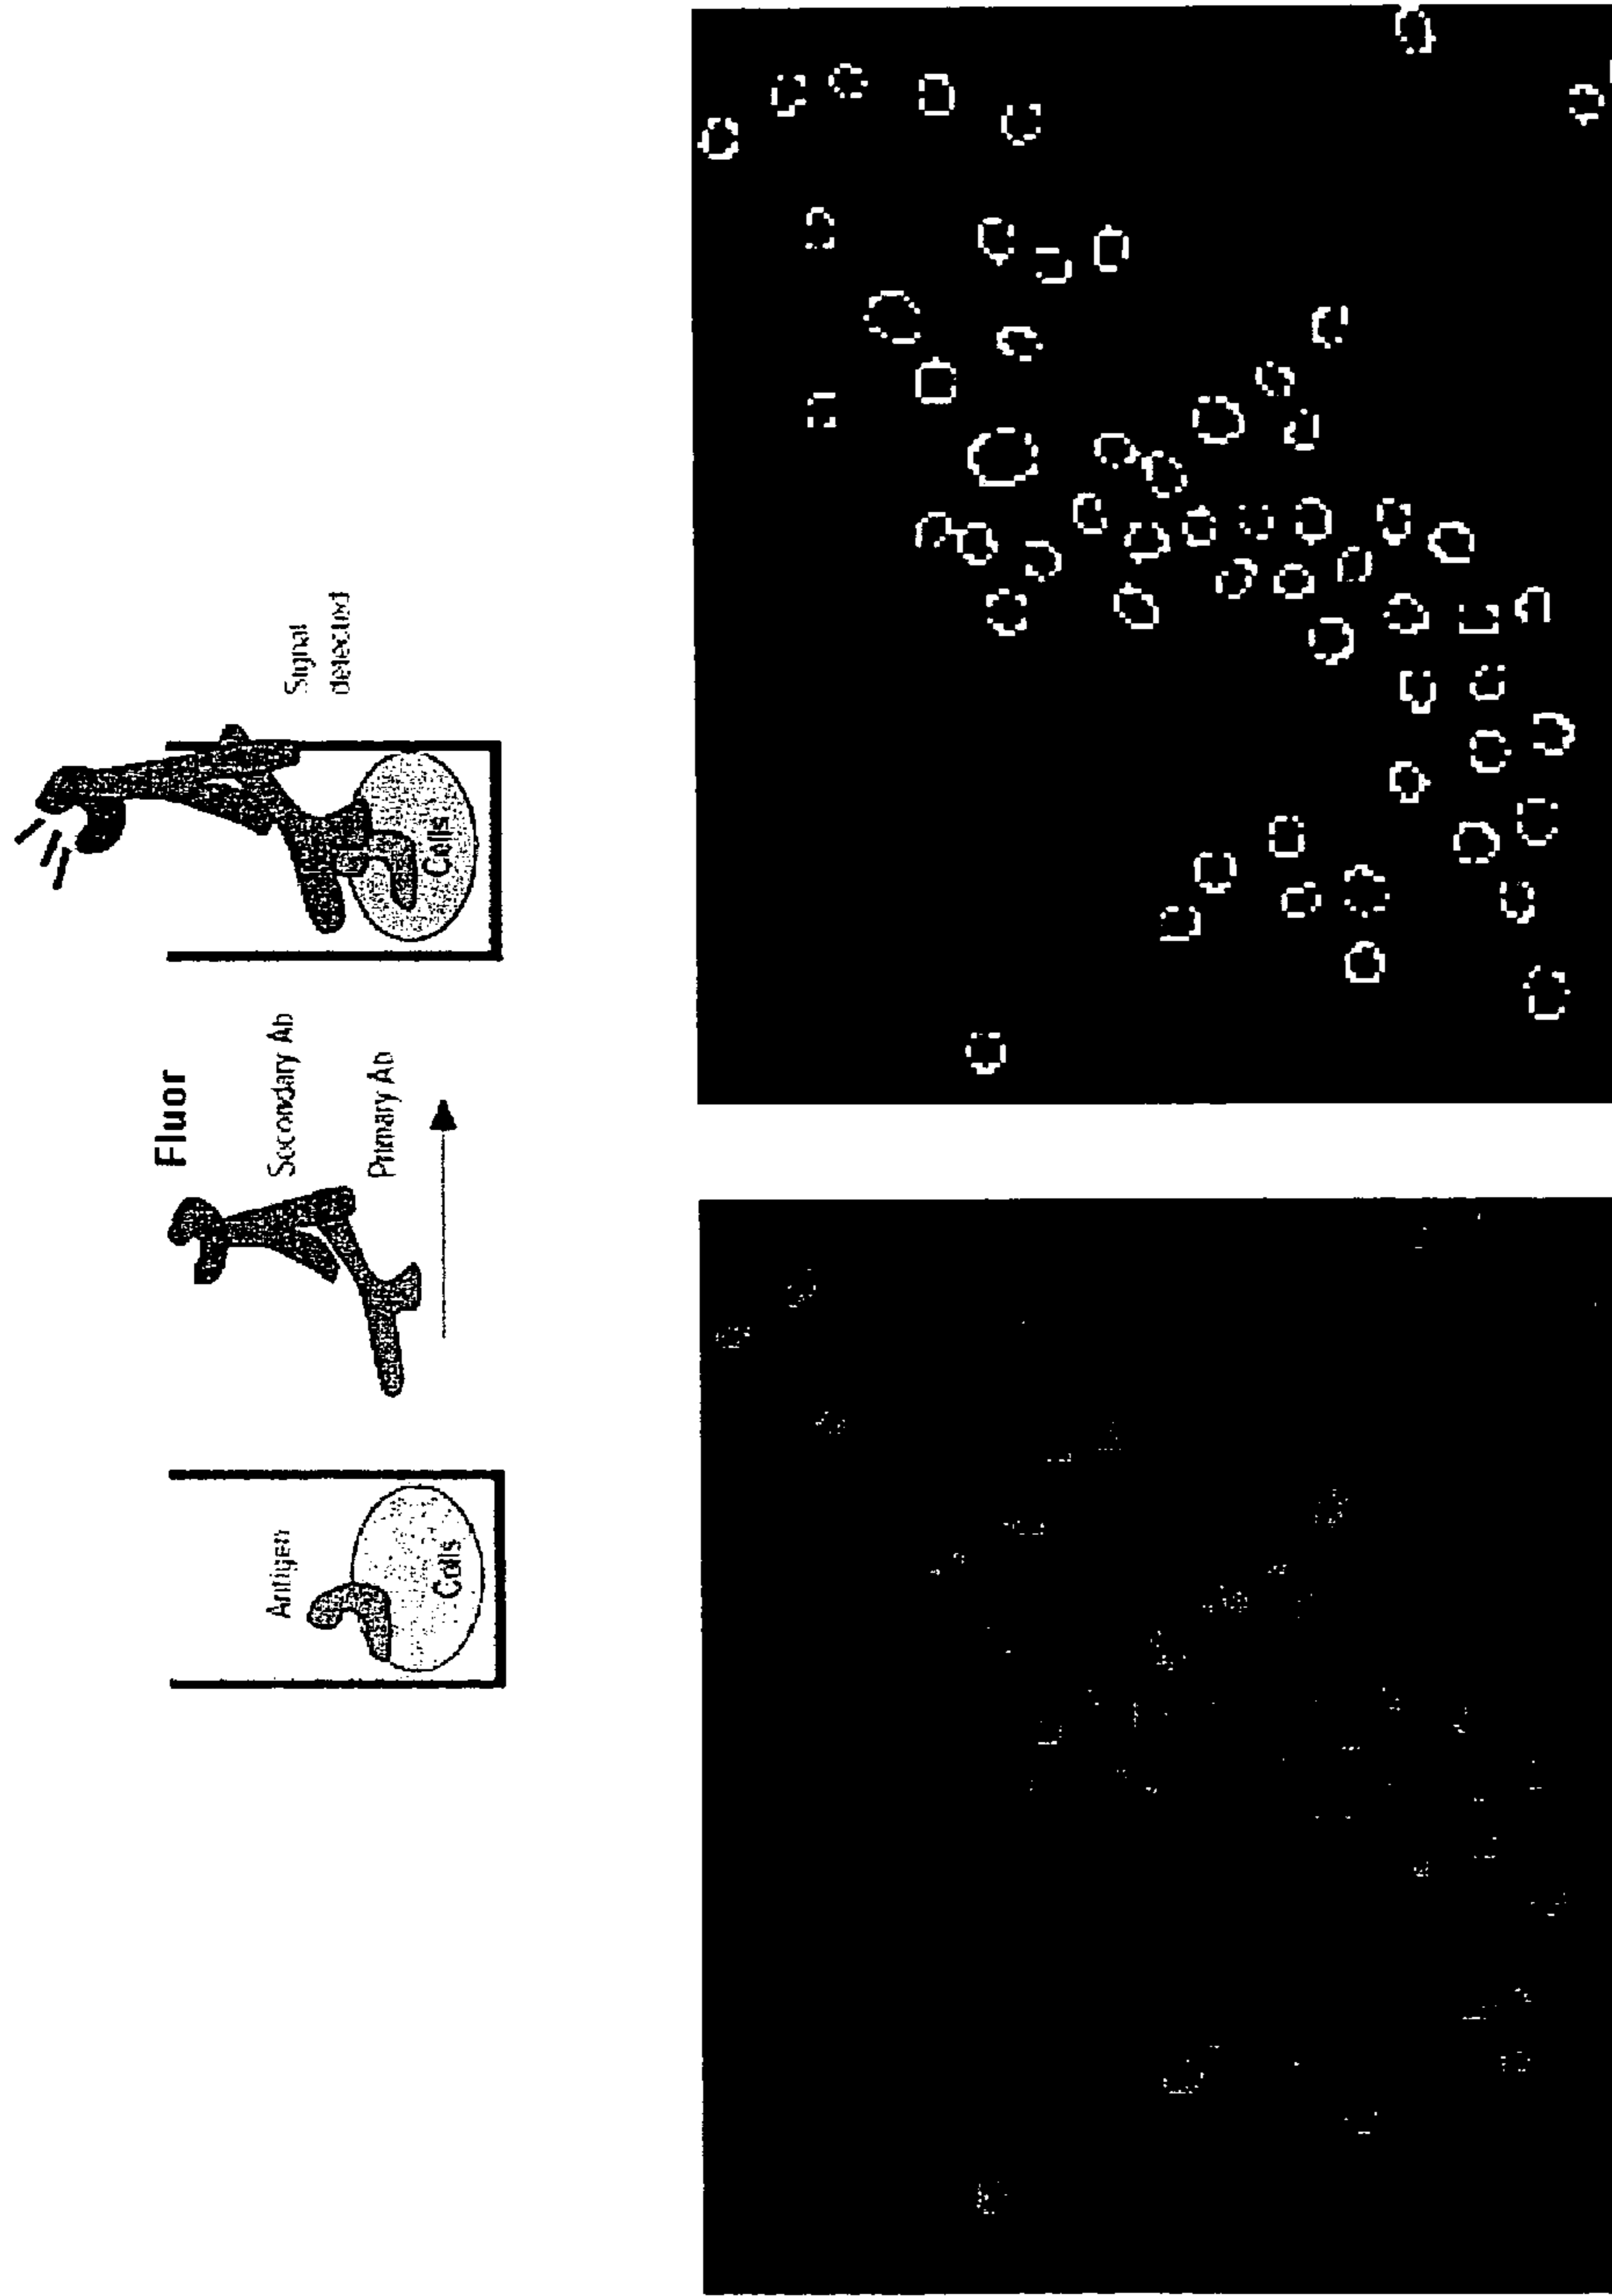 Antigen
Cells
Fluor
Secondary Ab
Primary Ab
Signal
detected
Cells